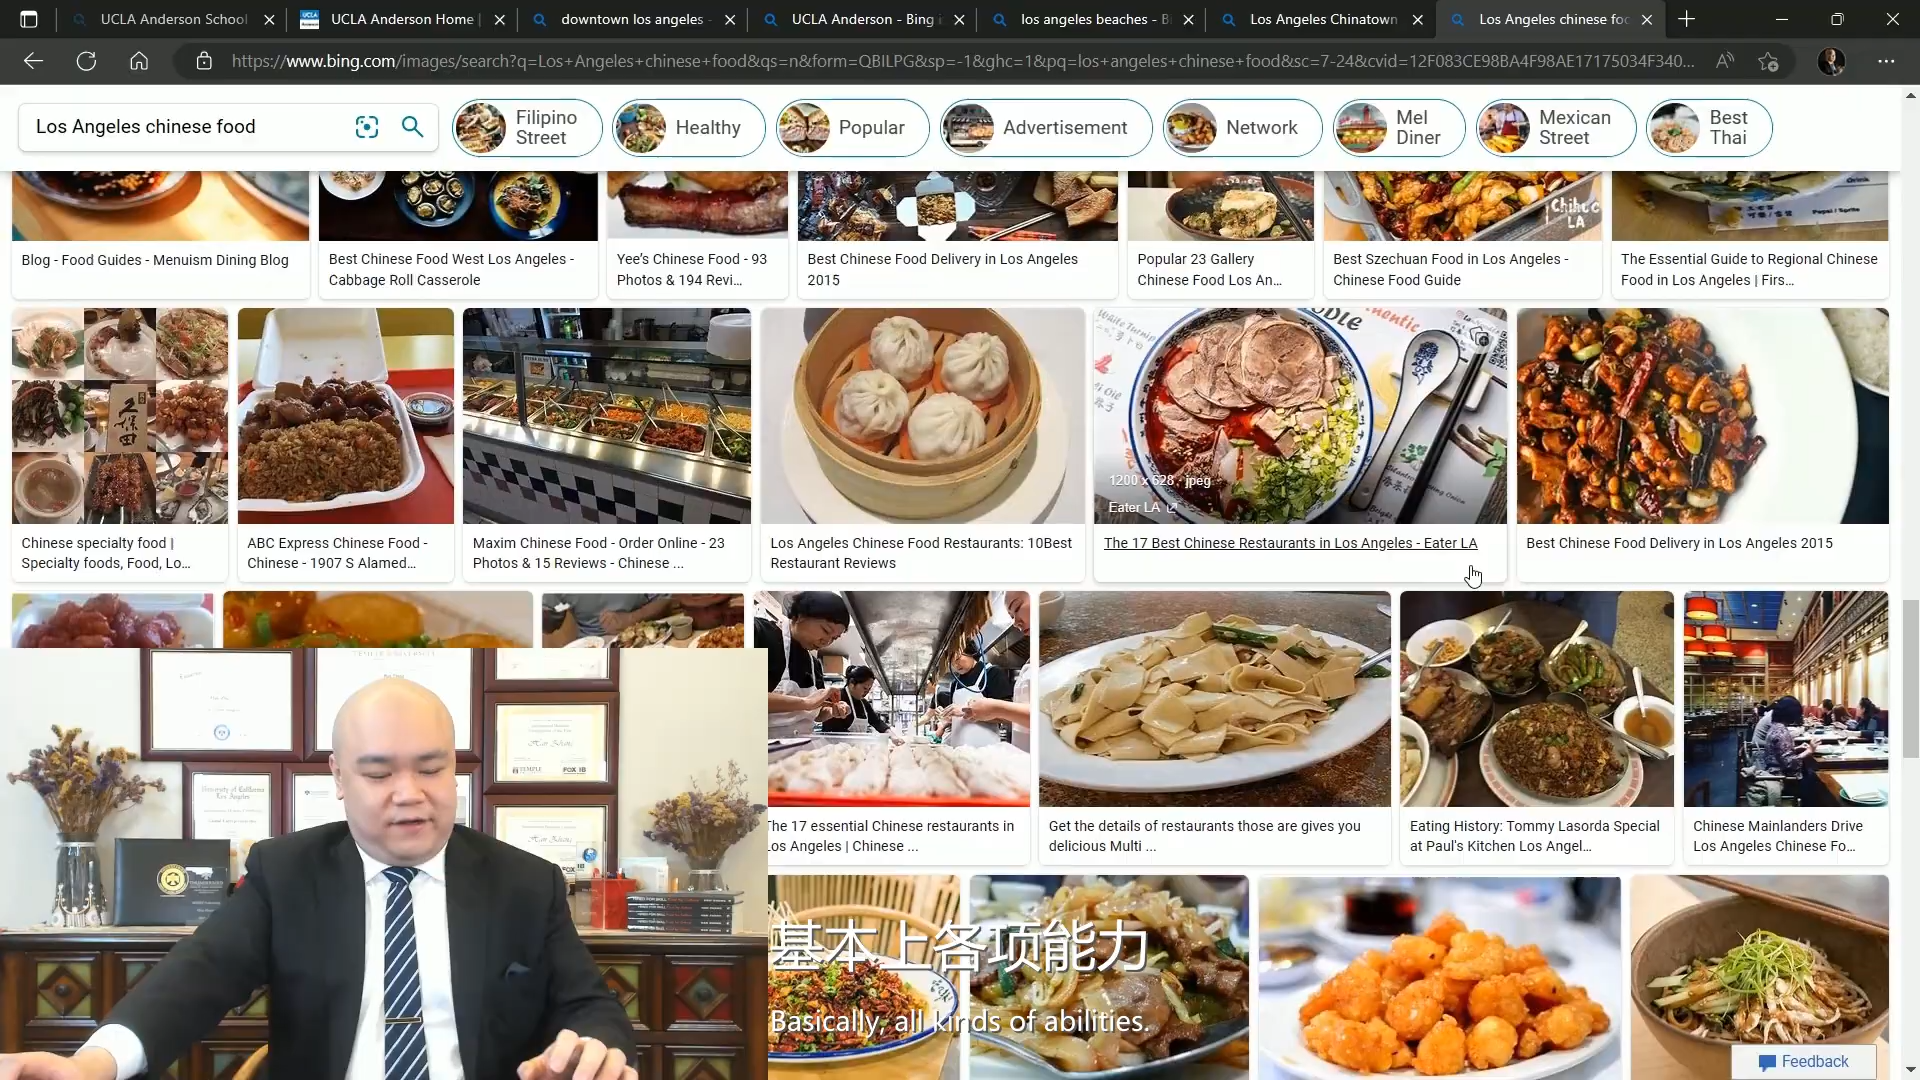 UCLA Anderson School
UCLA Anderson Home |
downtown los angeles -
UCLA Anderson - Bing i
los angeles beaches - B
Los Angeles Chinatown
Los Angeles chinese foo
https://www.bing.com/images/search?q=Los+Angeles+chinese+food&qs=n&form=QBILPG&sp=-1&ghc=1&pq=los+angeles+chinese+food&sc=7-24&cvid=12F083CE98BA4F98AE17175034F340...
Los Angeles chinese food
Filipino
Street
Healthy
Popular
Advertisement
Network
Mel
Diner
Mexican
Street
Best
Thai
Chihuo
LA
Blog - Food Guides - Menuism Dining Blog
Best Chinese Food West Los Angeles -
Cabbage Roll Casserole
Yee's Chinese Food - 93
Photos & 194 Revi...
Best Chinese Food Delivery in Los Angeles
2015
Popular 23 Gallery
Chinese Food Los An...
Best Szechuan Food in Los Angeles -
Chinese Food Guide
The Essential Guide to Regional Chinese
Food in Los Angeles | Firs...
久保田
1200 x 628 · jpeg
Eater LA
Chinese specialty food |
Specialty foods, Food, Lo...
ABC Express Chinese Food -
Chinese - 1907 S Alamed...
Maxim Chinese Food - Order Online - 23
Photos & 15 Reviews - Chinese ...
Los Angeles Chinese Food Restaurants: 10Best
Restaurant Reviews
The 17 Best Chinese Restaurants in Los Angeles - Eater LA
Best Chinese Food Delivery in Los Angeles 2015
The 17 essential Chinese restaurants in
Los Angeles | Chinese ...
Get the details of restaurants those are gives you
delicious Multi ...
Eating History: Tommy Lasorda Special
at Paul's Kitchen Los Angel...
Chinese Mainlanders Drive
Los Angeles Chinese Fo...
基本上各项能力
Basically, all kinds of abilities.
Feedback